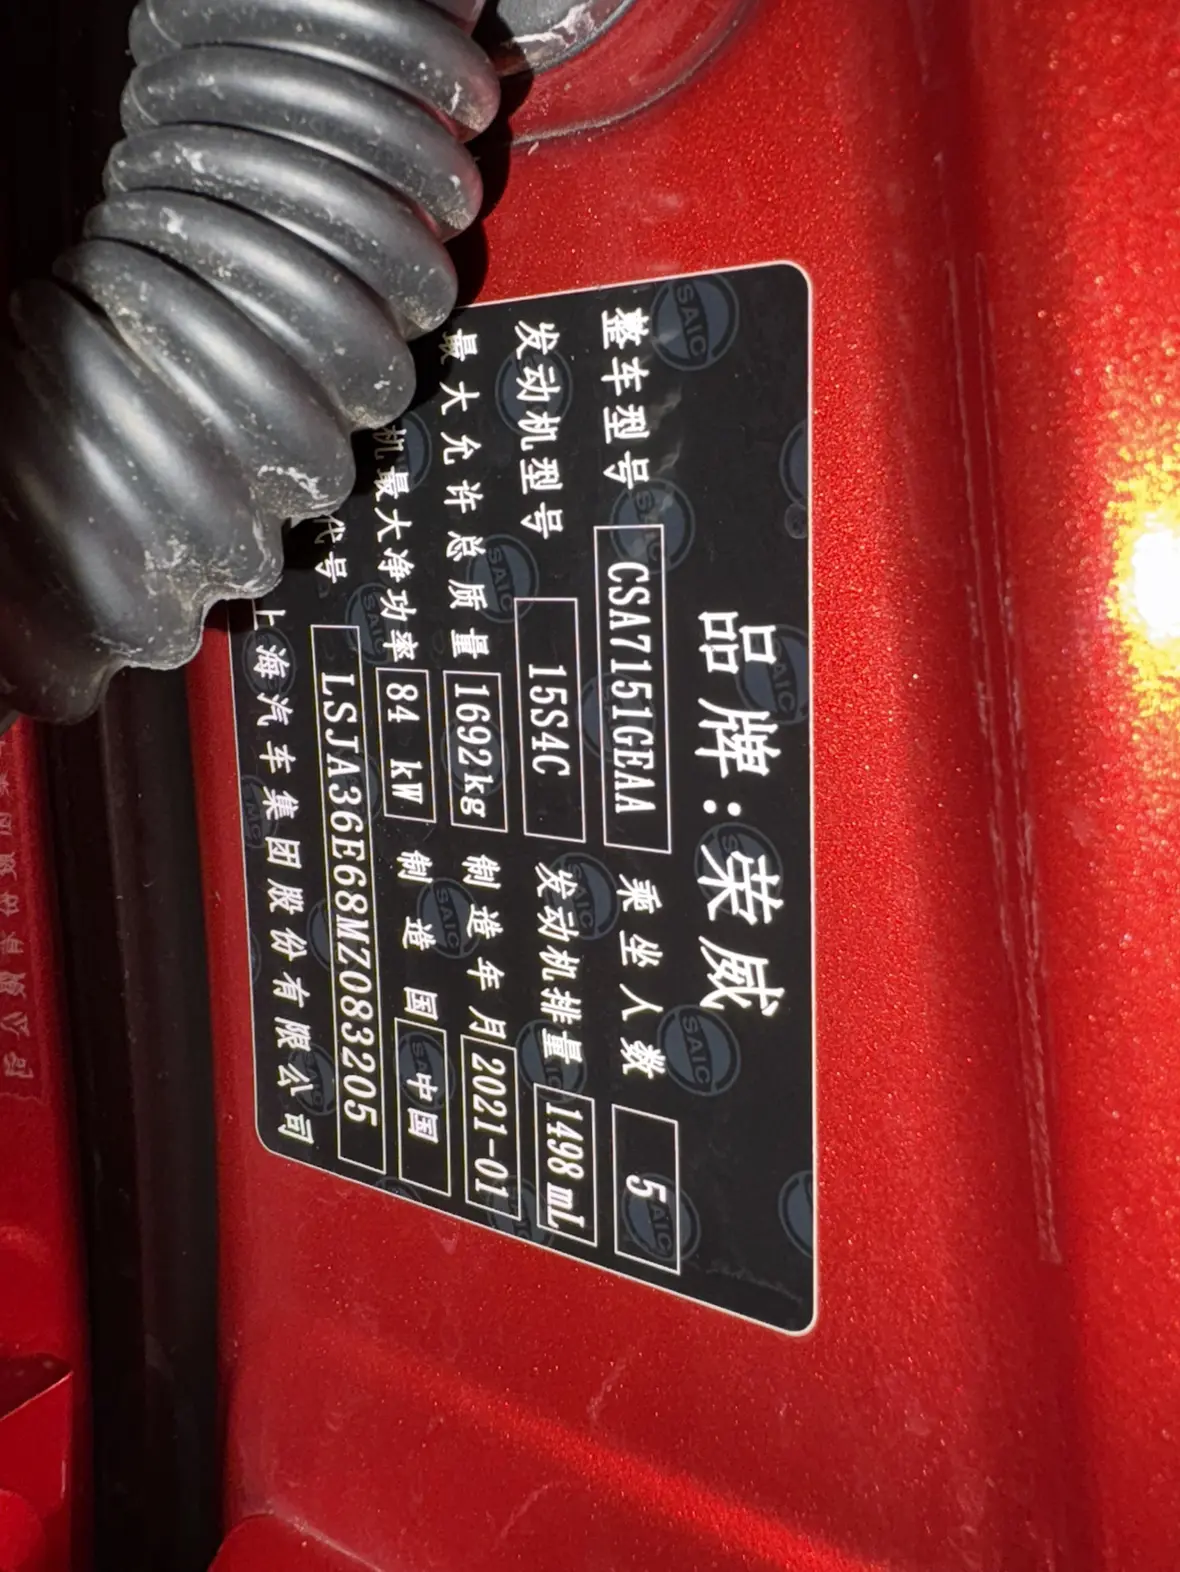 品牌：荣威
整车型号 CSA7151GEAA 乘坐人数 5
发动机型号 15S4C 发动机排量 1498 mL
最大允许总质量 1692kg 制造年月 2021-01
机最大净功率 84 kW 制造国 中国
代号 LSJA36E68MZ083205
上海汽车集团股份有限公司
SAIC